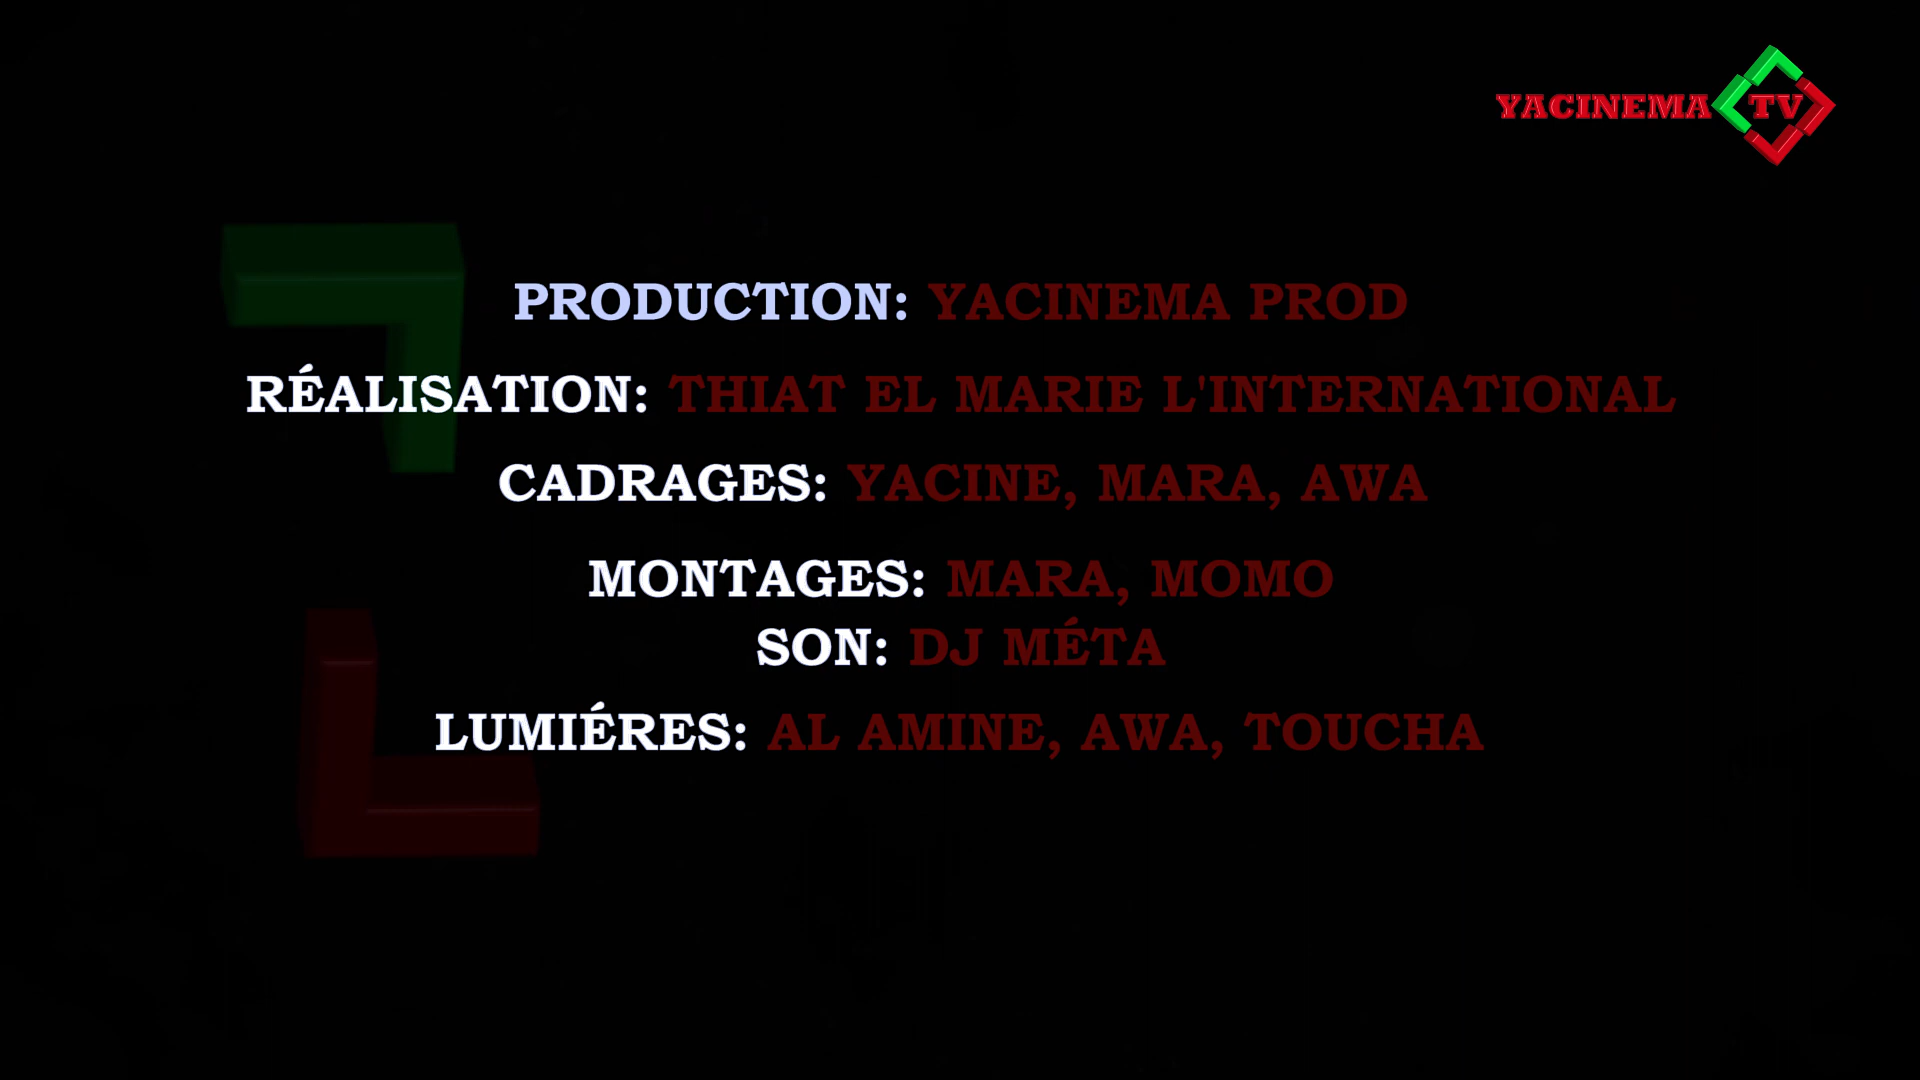 YACINEMA TV
PRODUCTION: YACINEMA PROD
RÉALISATION: THIAT EL MARIE L'INTERNATIONAL
CADRAGES: YACINE, MARA, AWA
MONTAGES: MARA, MOMO
SON: DJ MÉTA
LUMIÉRES: AL AMINE, AWA, TOUCHA